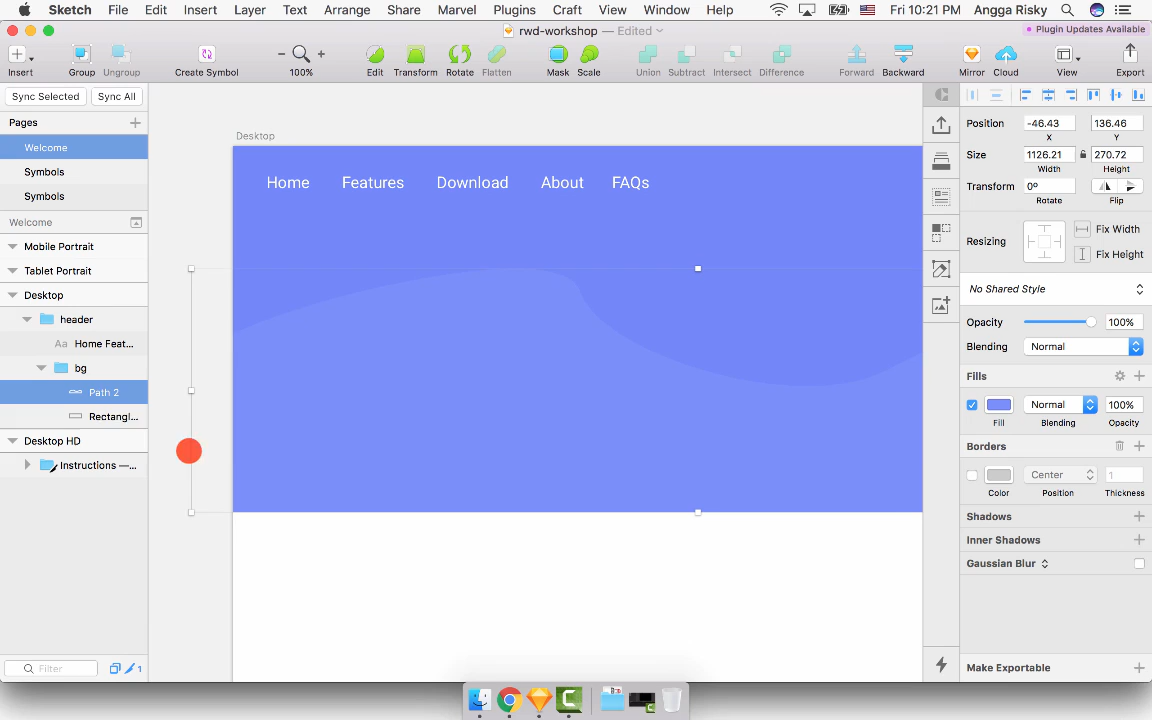 Sketch File Edit Insert Layer Text Arrange Share Marvel Plugins Craft View Window Help Fri 10:21 PM Angga Risky
rwd-workshop — Edited
Plugin Updates Available
Insert Group Ungroup Create Symbol 100% Edit Transform Rotate Flatten Mask Scale Union Subtract Intersect Difference Forward Backward Mirror Cloud View Export
Sync Selected Sync All
Pages
Welcome
Symbols
Symbols
Welcome
Mobile Portrait
Tablet Portrait
Desktop
header
Aa Home Feat...
bg
Path 2
Rectangl...
Desktop HD
Instructions —...
Filter
1
Desktop
Home Features Download About FAQs
Position -46.43 136.46
X Y
Size 1126.21 270.72
Width Height
Transform 0º
Rotate Flip
Resizing Fix Width
Fix Height
No Shared Style
Opacity 100%
Blending Normal
Fills
Normal 100%
Fill Blending Opacity
Borders
Center 1
Color Position Thickness
Shadows
Inner Shadows
Gaussian Blur
Make Exportable